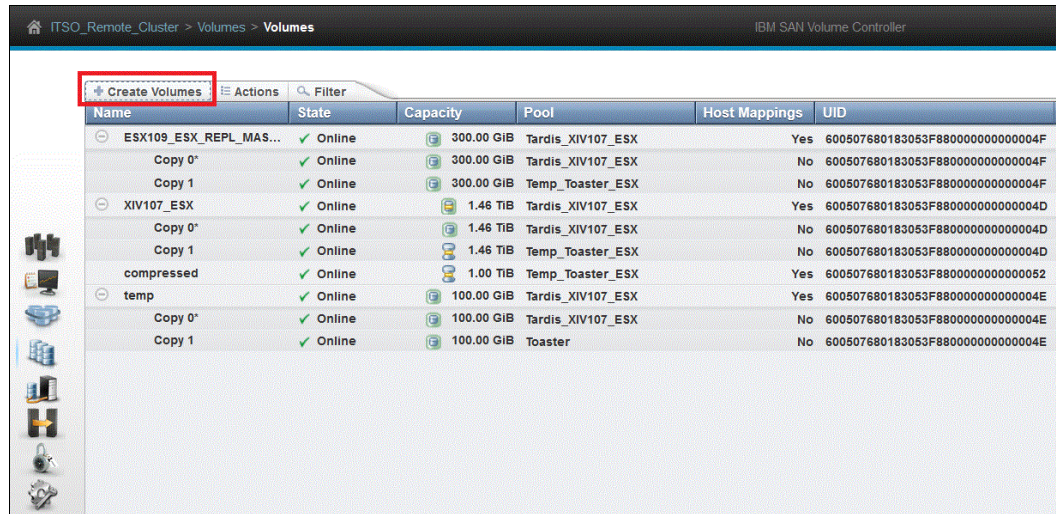 ITSO_Remote_Cluster > Volumes > Volumes IBM SAN Volume Controller
Create Volumes Actions Filter
Name State Capacity Pool Host Mappings UID
ESX109_ESX_REPL_MAS... Online 300.00 GiB Tardis_XIV107_ESX Yes 600507680183053F880000000000004F
Copy 0* Online 300.00 GiB Tardis_XIV107_ESX No 600507680183053F880000000000004F
Copy 1 Online 300.00 GiB Temp_Toaster_ESX No 600507680183053F880000000000004F
XIV107_ESX Online 1.46 TiB Tardis_XIV107_ESX Yes 600507680183053F880000000000004D
Copy 0* Online 1.46 TiB Tardis_XIV107_ESX No 600507680183053F880000000000004D
Copy 1 Online 1.46 TiB Temp_Toaster_ESX No 600507680183053F880000000000004D
compressed Online 1.00 TiB Temp_Toaster_ESX Yes 600507680183053F8800000000000052
temp Online 100.00 GiB Tardis_XIV107_ESX Yes 600507680183053F880000000000004E
Copy 0* Online 100.00 GiB Tardis_XIV107_ESX No 600507680183053F880000000000004E
Copy 1 Online 100.00 GiB Toaster No 600507680183053F880000000000004E